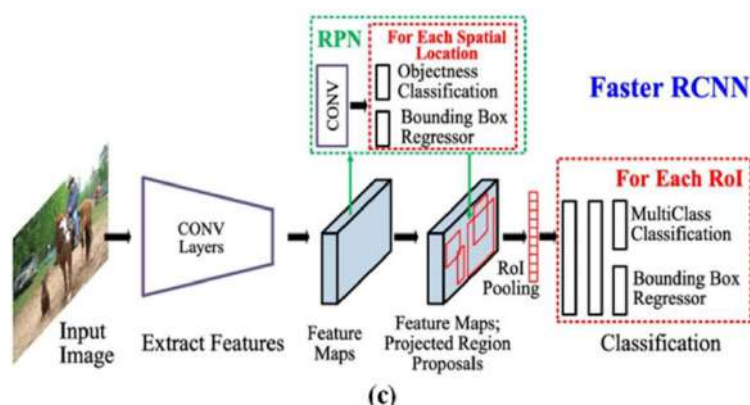 RPN
For Each Spatial
Location
CONV
Objectness
Classification
Bounding Box
Regressor
Faster RCNN
CONV
Layers
RoI
Pooling
For Each RoI
MultiClass
Classification
Bounding Box
Regressor
Input
Image
Extract Features
Feature
Maps
Feature Maps;
Projected Region
Proposals
Classification
(c)